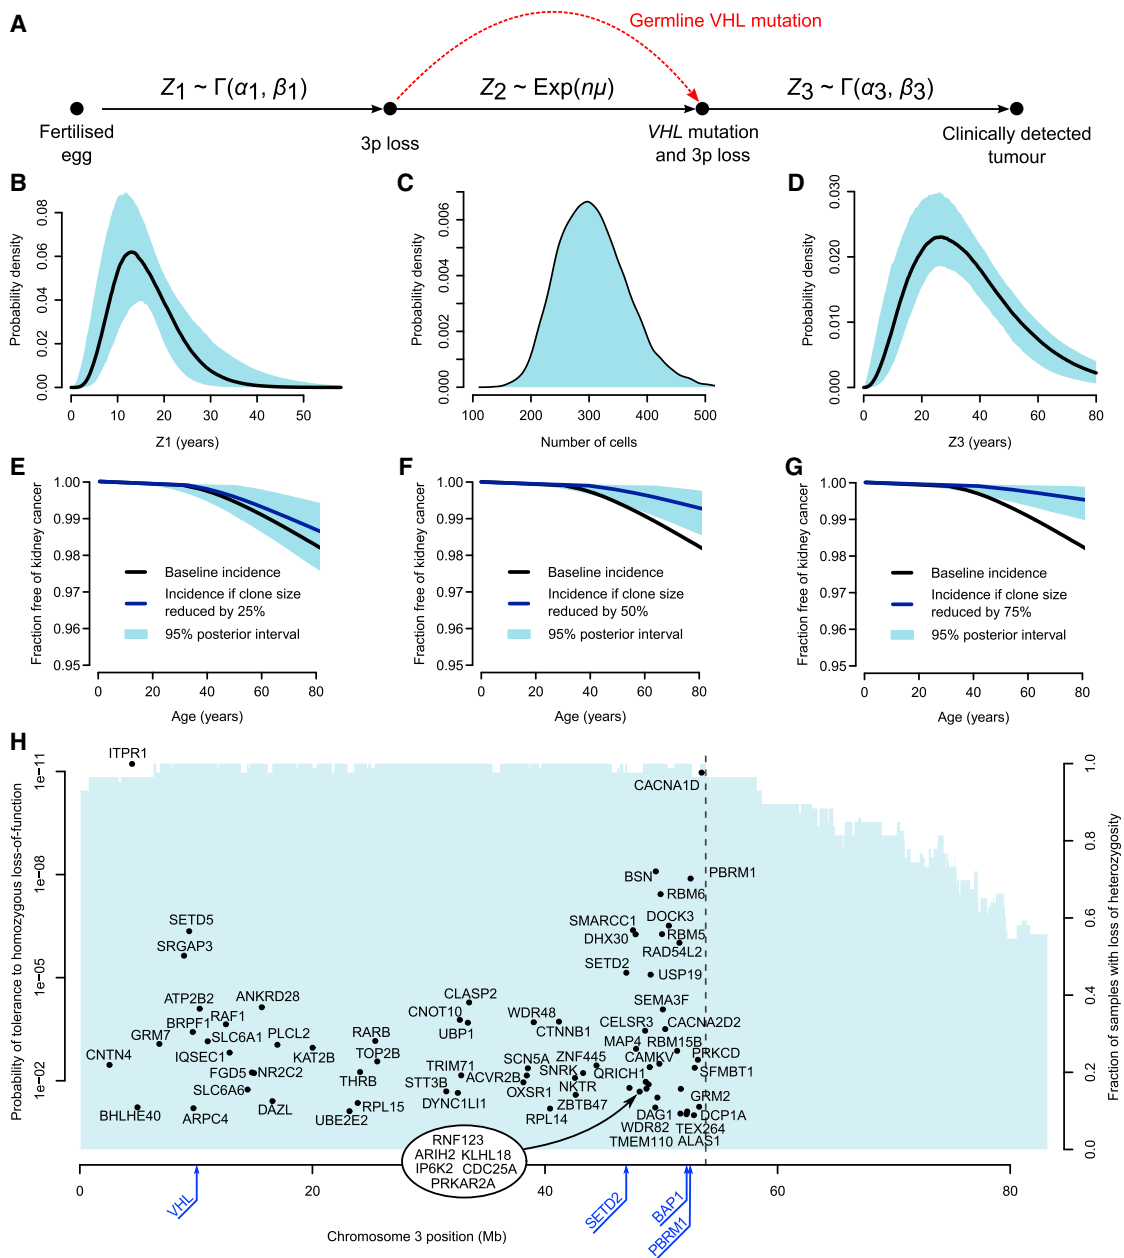 A
Germline VHL mutation
Z1 ~ Γ(α1, β1)
Z2 ~ Exp(nμ)
Z3 ~ Γ(α3, β3)
Fertilised
egg
3p loss
VHL mutation
and 3p loss
Clinically detected
tumour
B
Probability density
0.00
0.02
0.04
0.06
0.08
0
10
20
30
40
50
Z1 (years)
C
Probability density
0.000
0.002
0.004
0.006
100
200
300
400
500
Number of cells
D
Probability density
0.000
0.010
0.020
0.030
0
20
40
60
80
Z3 (years)
E
Fraction free of kidney cancer
1.00
0.99
0.98
0.97
0.96
0.95
Baseline incidence
Incidence if clone size
reduced by 25%
95% posterior interval
0
20
40
60
80
Age (years)
F
Fraction free of kidney cancer
1.00
0.99
0.98
0.97
0.96
0.95
Baseline incidence
Incidence if clone size
reduced by 50%
95% posterior interval
0
20
40
60
80
Age (years)
G
Fraction free of kidney cancer
1.00
0.99
0.98
0.97
0.96
0.95
Baseline incidence
Incidence if clone size
reduced by 75%
95% posterior interval
0
20
40
60
80
Age (years)
H
Probability of tolerance to homozygous loss-of-function
1e-11
1e-08
1e-05
1e-02
Fraction of samples with loss of heterozygosity
1.0
0.8
0.6
0.4
0.2
0.0
ITPR1
CACNA1D
BSN
PBRM1
RBM6
SETD5
SMARCC1
DOCK3
DHX30
RBM5
SRGAP3
RAD54L2
SETD2
USP19
ATP2B2
ANKRD28
CLASP2
SEMA3F
BRPF1
RAF1
CNOT10
WDR48
CELSR3
CACNA2D2
GRM7
SLC6A1
PLCL2
RARB
UBP1
CTNNB1
MAP4
RBM15B
CNTN4
IQSEC1
KAT2B
TOP2B
SCN5A
ZNF445
CAMKV
PRKCD
FGD5
NR2C2
TRIM71
ACVR2B
SNRK
QRICH1
SFMBT1
SLC6A6
THRB
STT3B
OXSR1
NKTR
GRM2
BHLHE40
ARPC4
DAZL
UBE2E2
RPL15
DYNC1LI1
RPL14
ZBTB47
DAG1
DCP1A
WDR82
TEX264
TMEM110
ALAS1
RNF123
ARIH2 KLHL18
IP6K2 CDC25A
PRKAR2A
0
20
40
60
80
VHL
SETD2
BAP1
PBRM1
Chromosome 3 position (Mb)